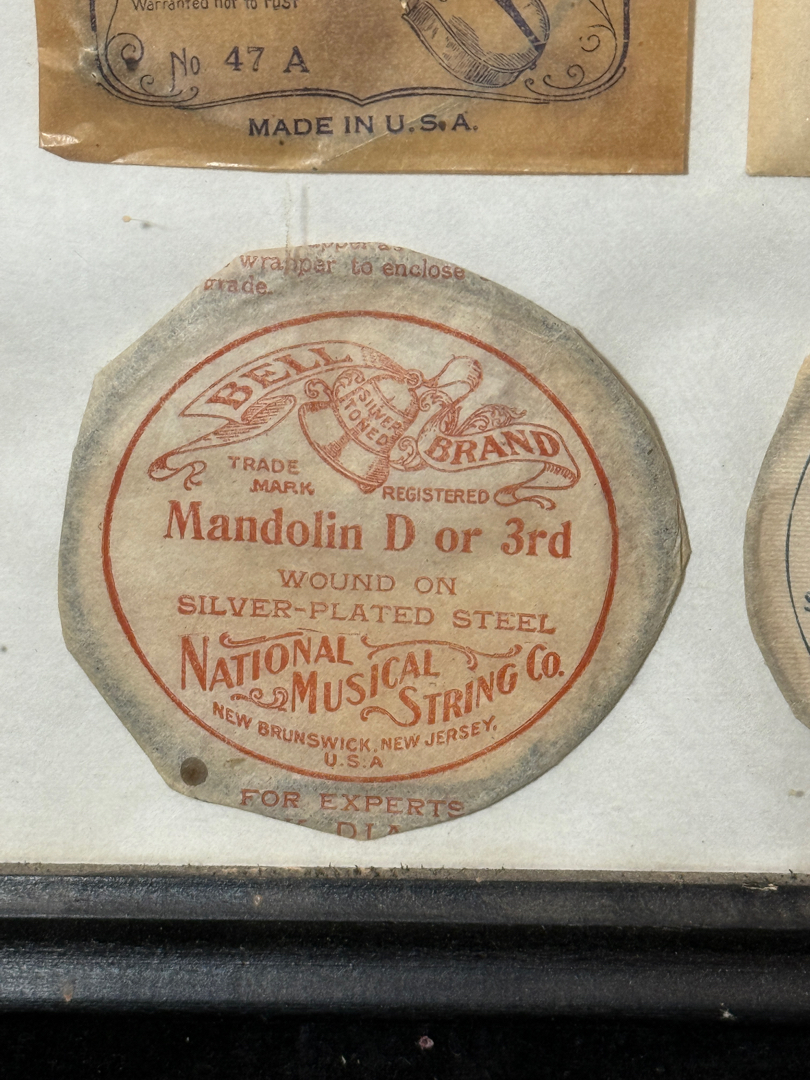 Warranted not to rust
No 47 A
MADE IN U.S.A.
wrapper to enclose
grade.
BELL
SILVER
TONED
BRAND
TRADE
MARK
REGISTERED
Mandolin D or 3rd
WOUND ON
SILVER-PLATED STEEL
NATIONAL
MUSICAL
STRING CO.
NEW BRUNSWICK, NEW JERSEY,
U.S.A
FOR EXPERTS